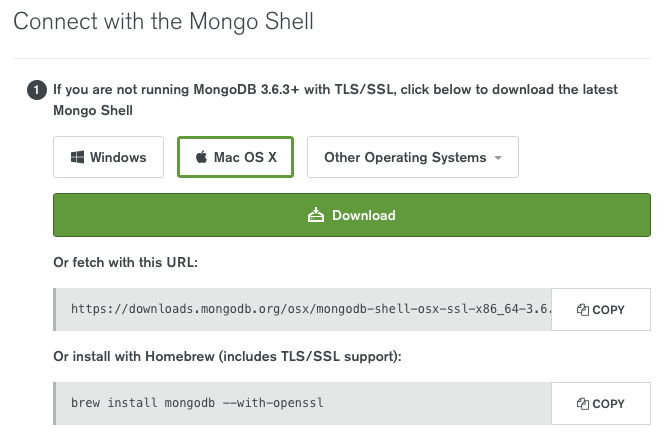 Connect with the Mongo Shell
1 If you are not running MongoDB 3.6.3+ with TLS/SSL, click below to download the latest
Mongo Shell
Windows Mac OS X Other Operating Systems
Download
Or fetch with this URL:
https://downloads.mongodb.org/osx/mongodb-shell-osx-ssl-x86_64-3.6. COPY
Or install with Homebrew (includes TLS/SSL support):
brew install mongodb --with-openssl COPY